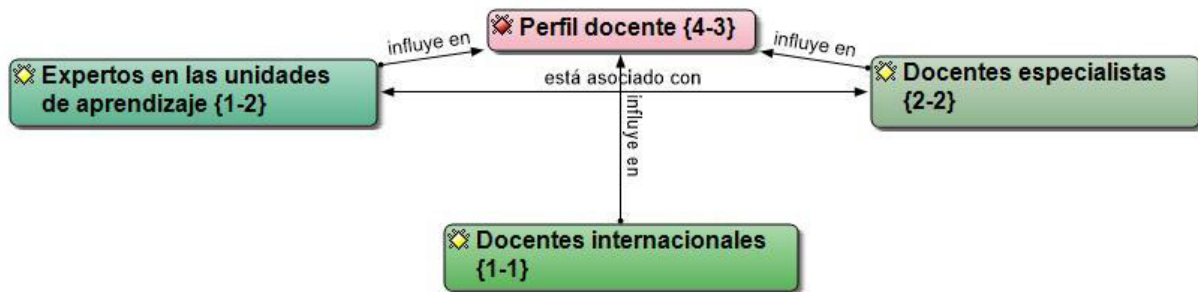 Perfil docente {4-3}
influye en
influye en
Expertos en las unidades
de aprendizaje {1-2}
está asociado con
Docentes especialistas
{2-2}
influye en
Docentes internacionales
{1-1}